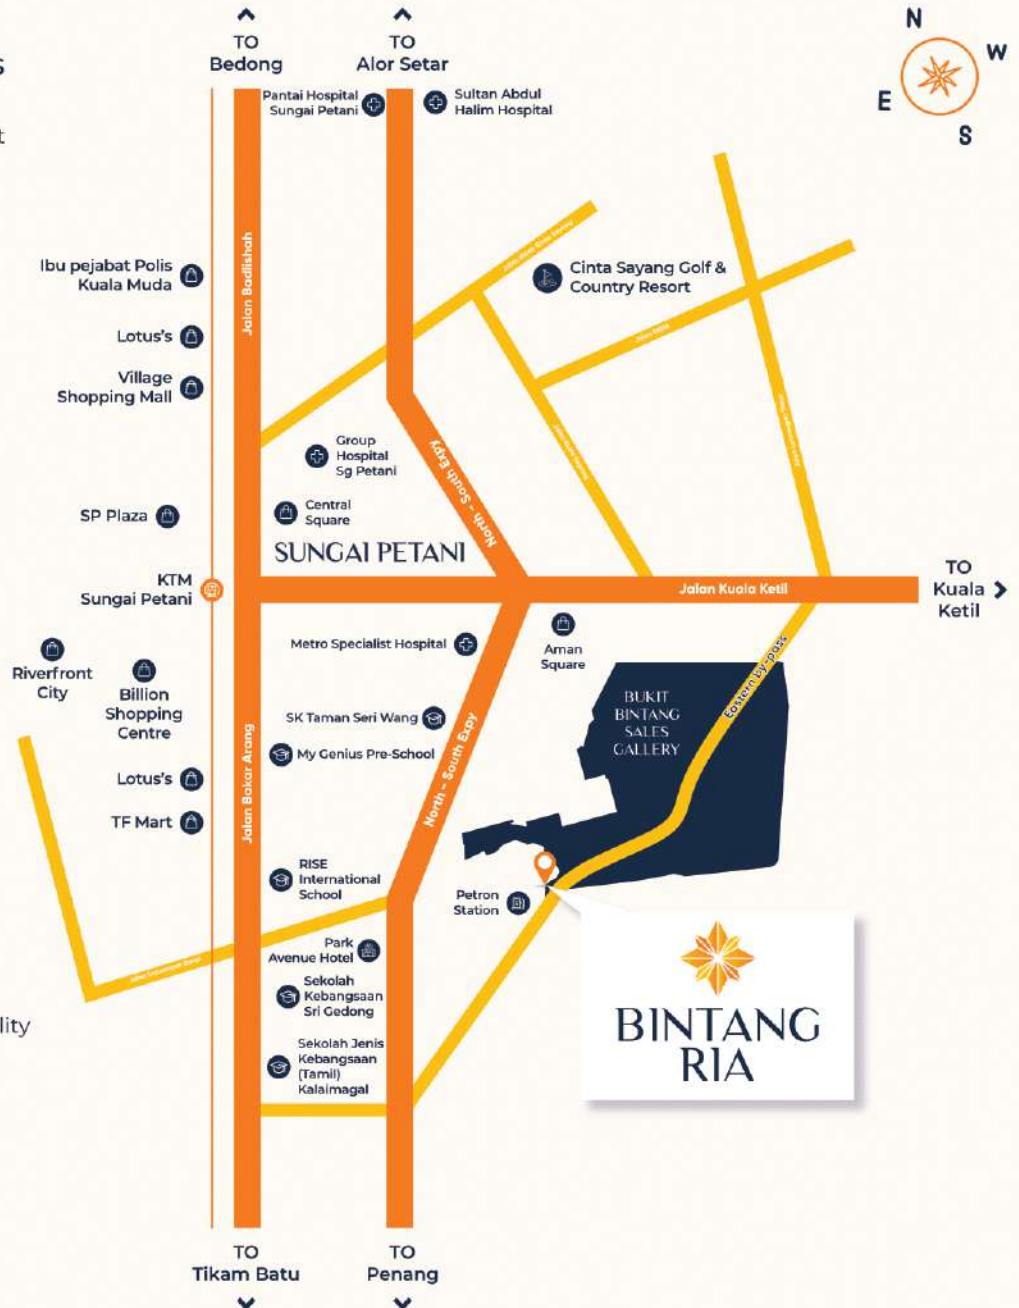 N
W
E
S
TO
Bedong
TO
Alor Setar
Pantai Hospital
Sungai Petani
Sultan Abdul
Halim Hospital
Ibu pejabat Polis
Kuala Muda
Jalan Badlishah
Cinta Sayang Golf &
Country Resort
Lotus's
Village
Shopping Mall
Group
Hospital
Sg Petani
North - South Expy
SP Plaza
Central
Square
SUNGAI PETANI
KTM
Sungai Petani
Jalan Kuala Ketil
TO
Kuala
Ketil
Riverfront
City
Billion
Shopping
Centre
Metro Specialist Hospital
Aman
Square
BUKIT
BINTANG
SALES
GALLERY
Eastern by-pass
SK Taman Seri Wang
My Genius Pre-School
Jalan Bakar Arang
North - South Expy
Lotus's
TF Mart
RISE
International
School
Petron
Station
Park
Avenue Hotel
Sekolah
Kebangsaan
Sri Gedong
Sekolah Jenis
Kebangsaan
(Tamil)
Kalaimagal
BINTANG
RIA
lity
TO
Tikam Batu
TO
Penang